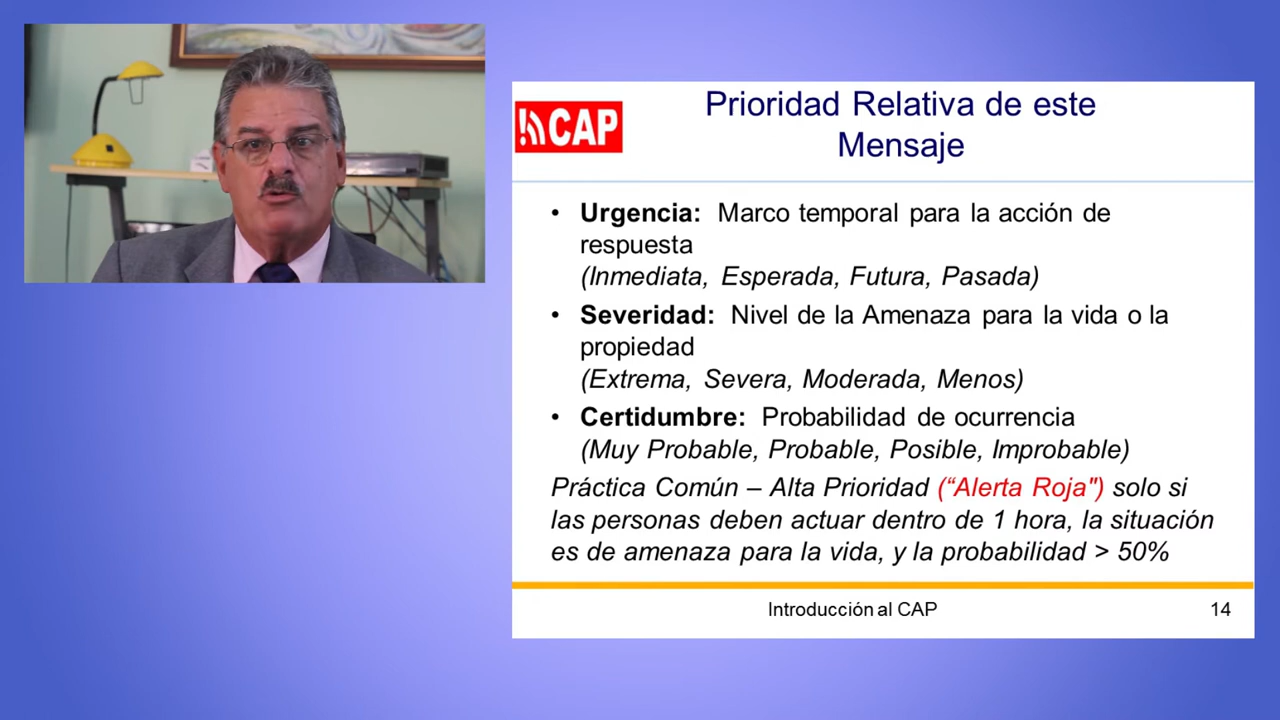 CAP
Prioridad Relativa de este
Mensaje
• Urgencia: Marco temporal para la acción de
respuesta
(Inmediata, Esperada, Futura, Pasada)
• Severidad: Nivel de la Amenaza para la vida o la
propiedad
(Extrema, Severa, Moderada, Menos)
• Certidumbre: Probabilidad de ocurrencia
(Muy Probable, Probable, Posible, Improbable)
Práctica Común – Alta Prioridad (“Alerta Roja") solo si
las personas deben actuar dentro de 1 hora, la situación
es de amenaza para la vida, y la probabilidad > 50%
Introducción al CAP
14